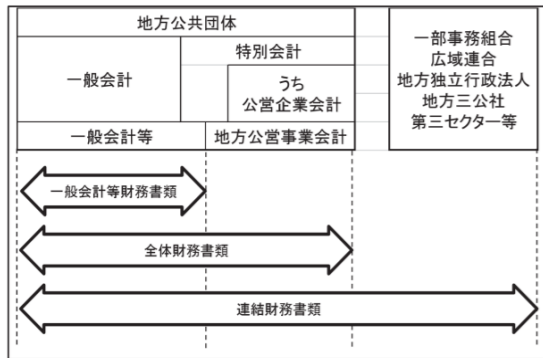 地方公共団体
一般会計
特別会計
うち
公営企業会計
一般会計等
地方公営事業会計
一部事務組合
広域連合
地方独立行政法人
地方三公社
第三セクター等
一般会計等財務書類
全体財務書類
連結財務書類